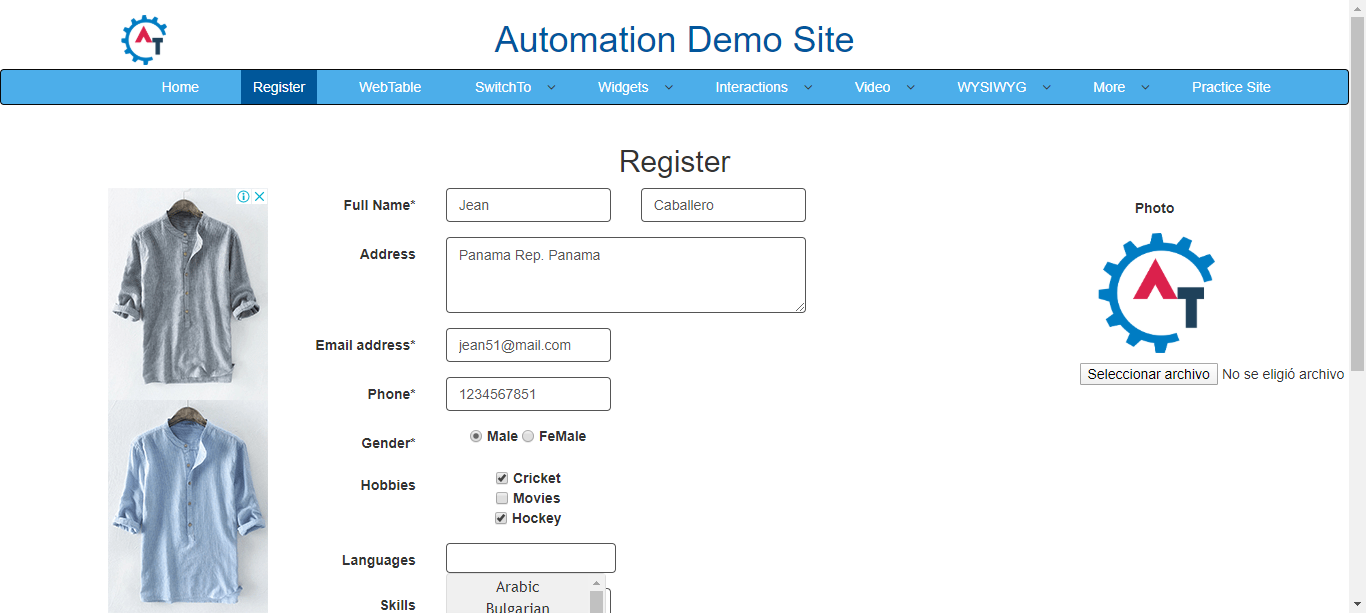 AT
Automation Demo Site
Home Register WebTable SwitchTo Widgets Interactions Video WYSIWYG More Practice Site
Register
Full Name* Jean Caballero
Photo
Address Panama Rep. Panama
AT
Email address* jean51@mail.com
Seleccionar archivo No se eligió archivo
Phone* 1234567851
Gender* Male FeMale
Hobbies Cricket
Movies
Hockey
Languages
Arabic
Skills Bulgarian